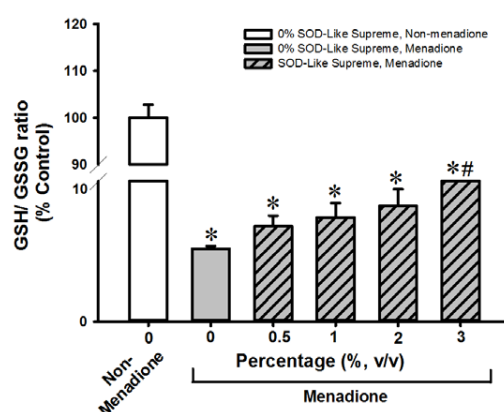 120
110
100
90
10
0
GSH/ GSSG ratio
(% Control)
0% SOD-Like Supreme, Non-menadione
0% SOD-Like Supreme, Menadione
SOD-Like Supreme, Menadione
*
*
*
*
*#
0
0
0.5
1
2
3
Non-
Menadione
Percentage (%, v/v)
Menadione